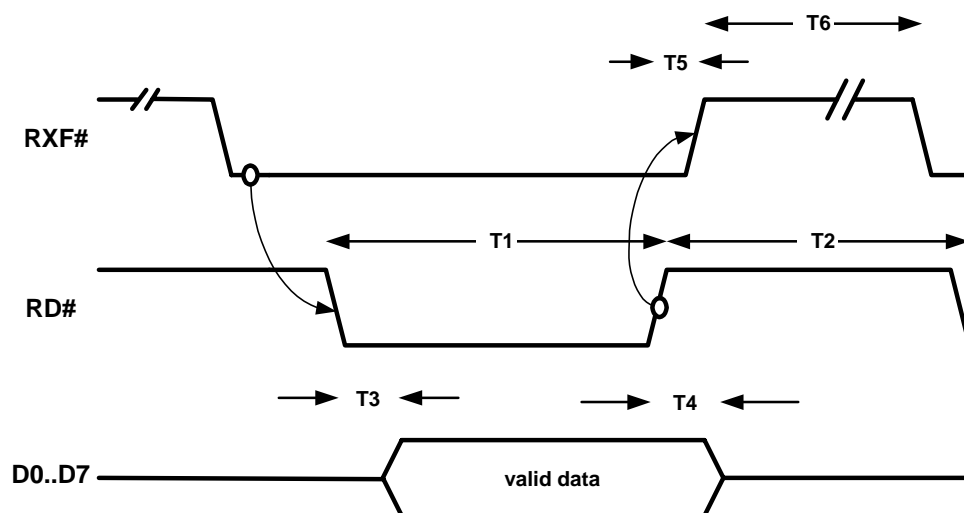 T6
T5
RXF#
T1
T2
RD#
T3
T4
D0..D7
valid data